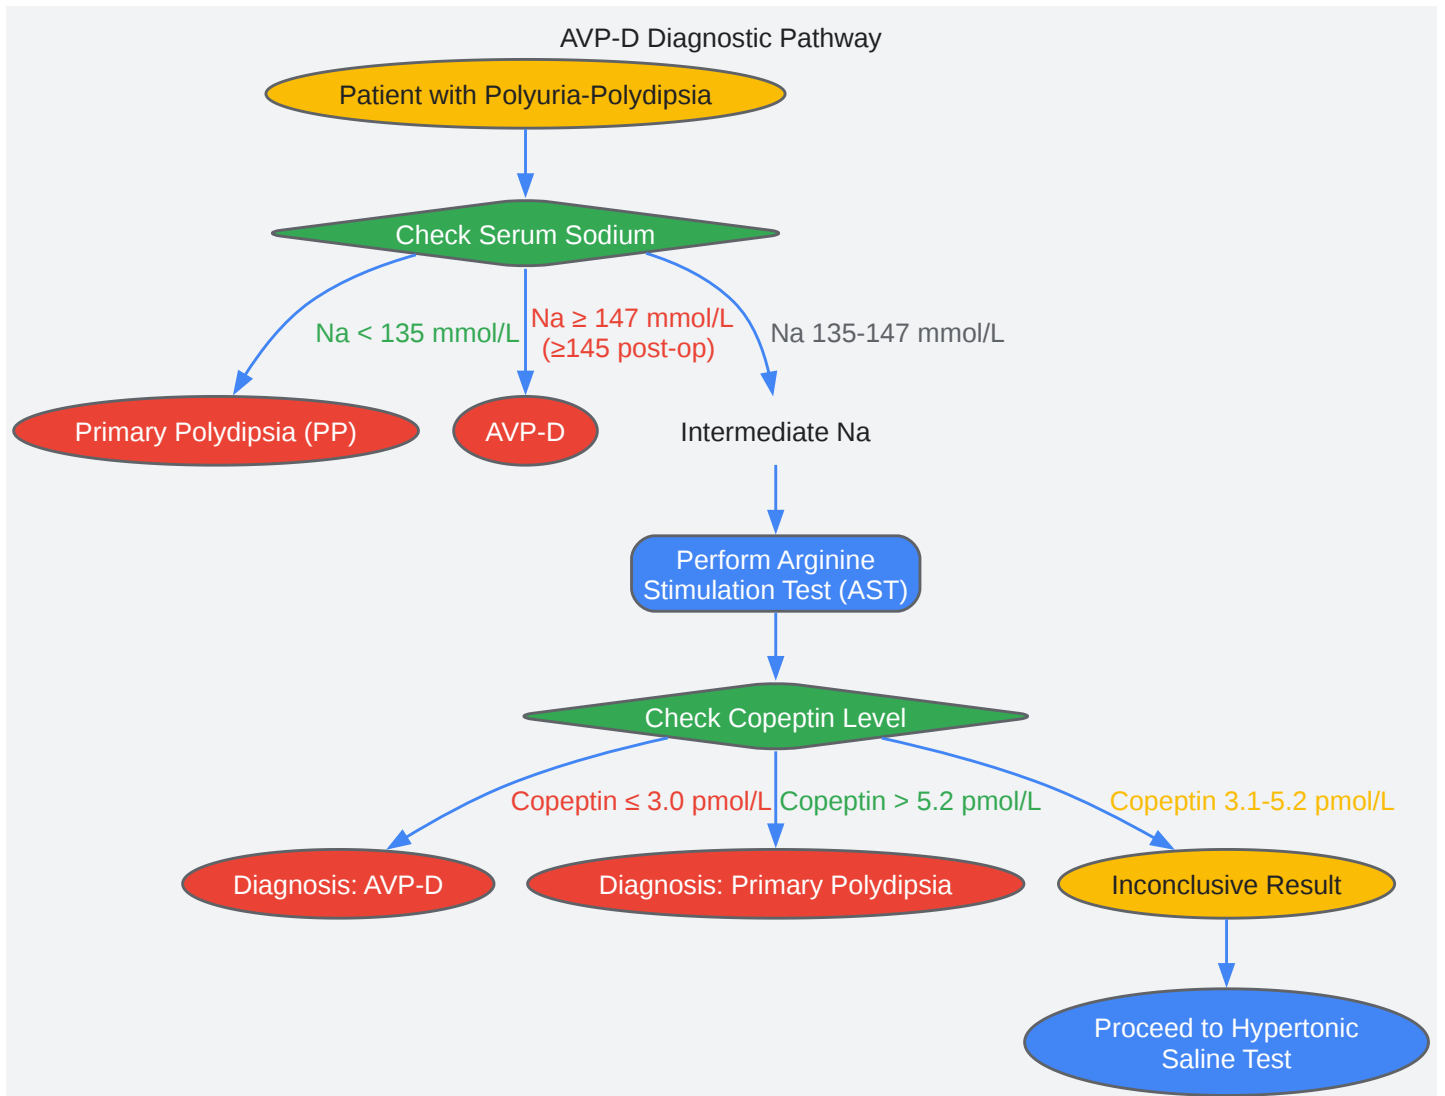 AVP-D Diagnostic Pathway
Patient with Polyuria-Polydipsia
Check Serum Sodium
Na < 135 mmol/L
Na ≥ 147 mmol/L
(≥145 post-op)
Na 135-147 mmol/L
Primary Polydipsia (PP)
AVP-D
Intermediate Na
Perform Arginine
Stimulation Test (AST)
Check Copeptin Level
Copeptin ≤ 3.0 pmol/L
Copeptin > 5.2 pmol/L
Copeptin 3.1-5.2 pmol/L
Diagnosis: AVP-D
Diagnosis: Primary Polydipsia
Inconclusive Result
Proceed to Hypertonic
Saline Test